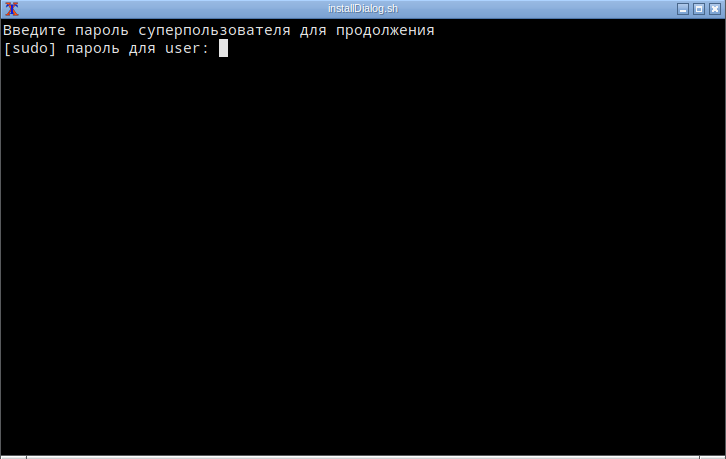 installDialog.sh
Введите пароль суперпользователя для продолжения
[sudo] пароль для user: